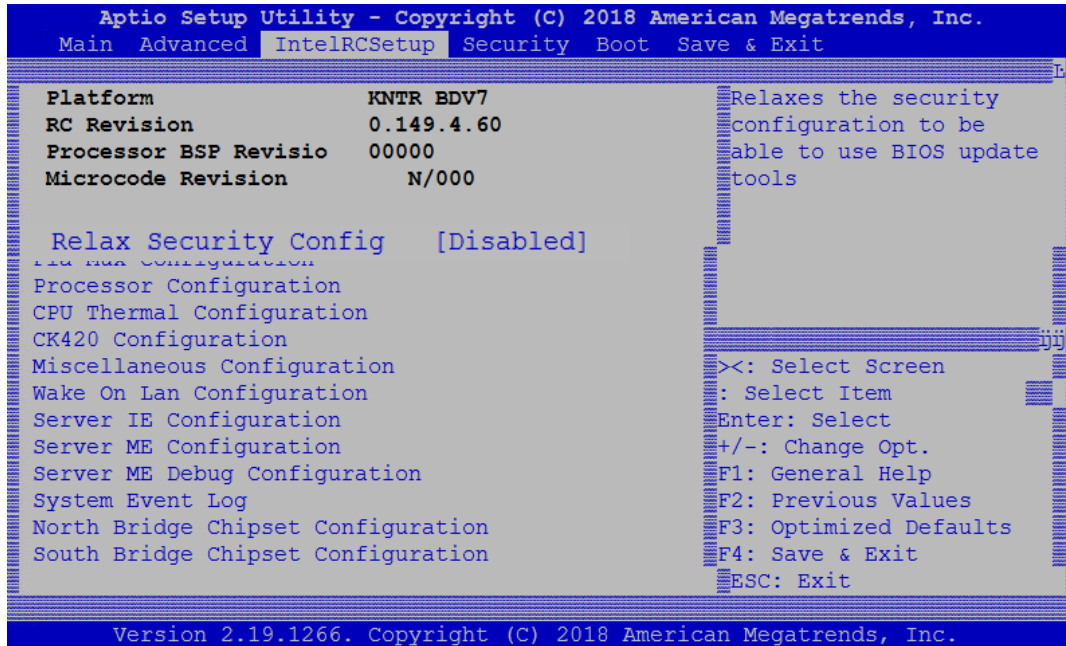 Aptio Setup Utility - Copyright (C) 2018 American Megatrends, Inc.
Main Advanced IntelRCSetup Security Boot Save & Exit
Platform KNTR BDV7
RC Revision 0.149.4.60
Processor BSP Revisio 00000
Microcode Revision N/000
Relax Security Config [Disabled]
Configuration
Processor Configuration
CPU Thermal Configuration
CK420 Configuration
Miscellaneous Configuration
Wake On Lan Configuration
Server IE Configuration
Server ME Configuration
Server ME Debug Configuration
System Event Log
North Bridge Chipset Configuration
South Bridge Chipset Configuration
Relaxes the security
configuration to be
able to use BIOS update
tools
><: Select Screen
: Select Item
Enter: Select
+/-: Change Opt.
F1: General Help
F2: Previous Values
F3: Optimized Defaults
F4: Save & Exit
ESC: Exit
Version 2.19.1266. Copyright (C) 2018 American Megatrends, Inc.